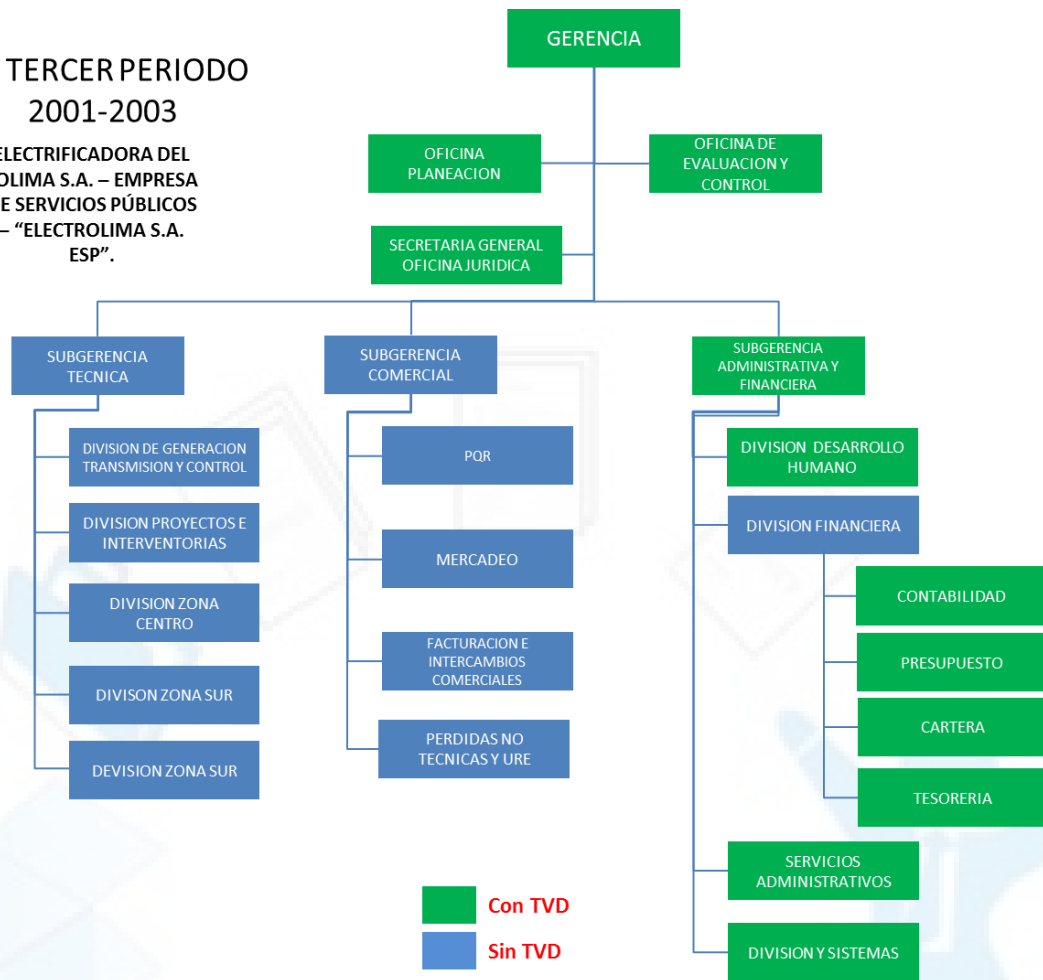 GERENCIA
TERCER PERIODO
2001-2003
ELECTRIFICADORA DEL
OLIMA S.A. – EMPRESA
E SERVICIOS PÚBLICOS
– “ELECTROLIMA S.A.
ESP”.
OFICINA
PLANEACION
OFICINA DE
EVALUACION Y
CONTROL
SECRETARIA GENERAL
OFICINA JURIDICA
SUBGERENCIA
TECNICA
SUBGERENCIA
COMERCIAL
SUBGERENCIA
ADMINISTRATIVA Y
FINANCIERA
DIVISION DE GENERACION
TRANSMISION Y CONTROL
DIVISION PROYECTOS E
INTERVENTORIAS
DIVISION ZONA
CENTRO
DIVISON ZONA SUR
DEVISION ZONA SUR
PQR
MERCADEO
FACTURACION E
INTERCAMBIOS
COMERCIALES
PERDIDAS NO
TECNICAS Y URE
DIVISION DESARROLLO
HUMANO
DIVISION FINANCIERA
CONTABILIDAD
PRESUPUESTO
CARTERA
TESORERIA
SERVICIOS
ADMINISTRATIVOS
DIVISION Y SISTEMAS
Con TVD
Sin TVD